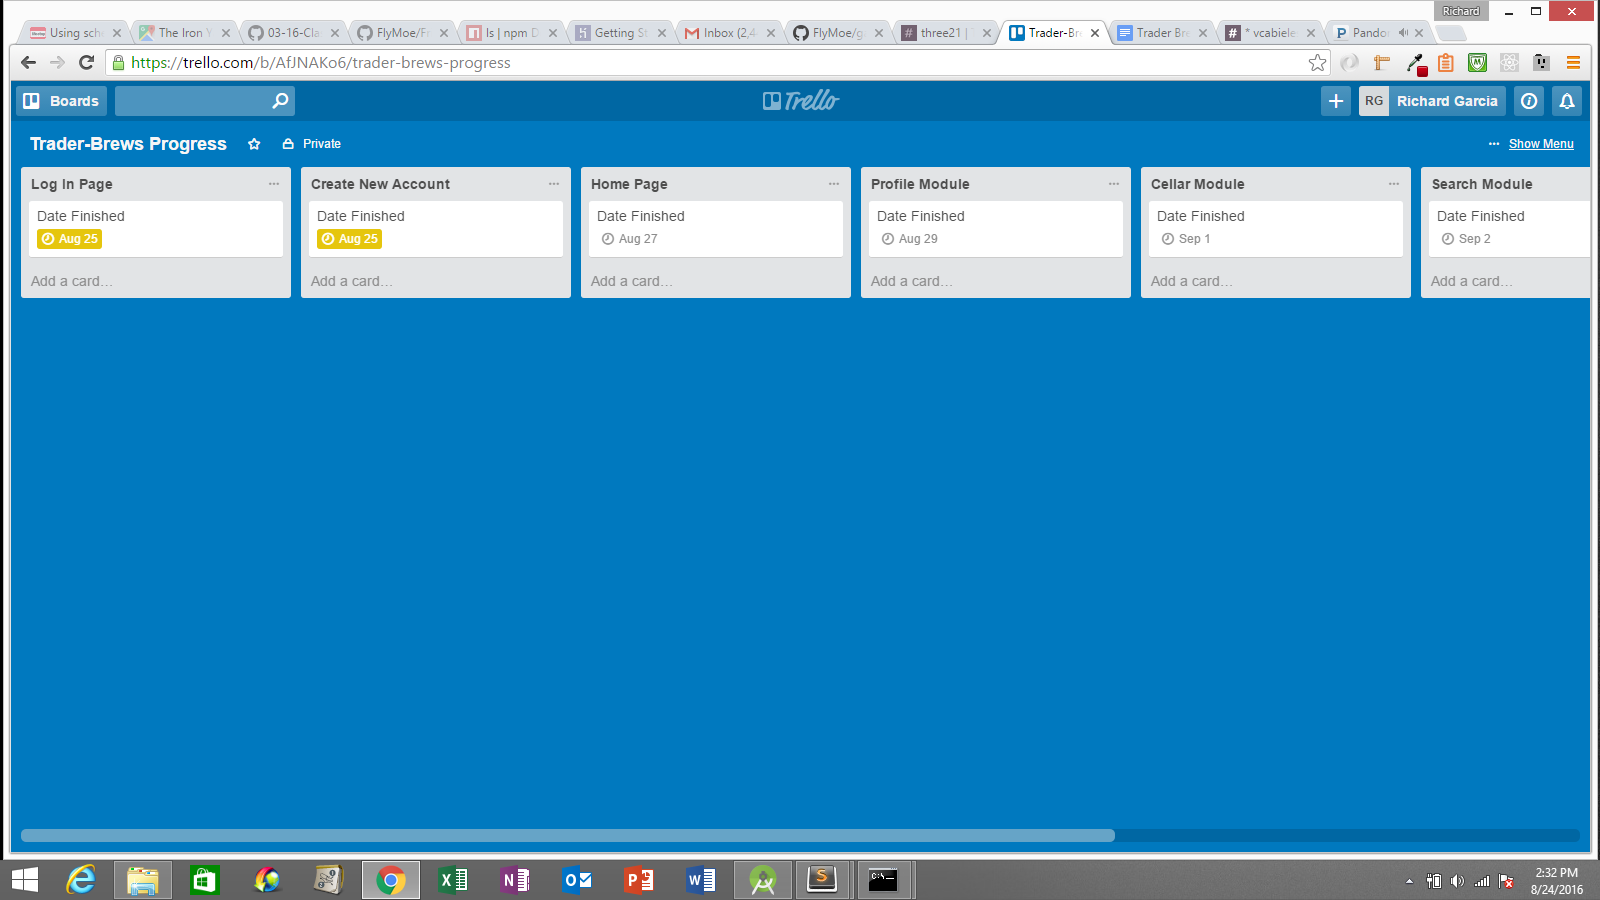 Richard
Using sch
The Iron Y
03-16-Cla
FlyMoe/Fr
ls | npm D
Getting St
Inbox (2,4
FlyMoe/g
three21 |
Trader-Br
Trader Bre
* vcabiele
Pando
https://trello.com/b/AfJNAKo6/trader-brews-progress
Boards
Trello
RG Richard Garcia
Trader-Brews Progress
Private
Show Menu
Log In Page
Date Finished
Aug 25
Add a card…
Create New Account
Date Finished
Aug 25
Add a card…
Home Page
Date Finished
Aug 27
Add a card…
Profile Module
Date Finished
Aug 29
Add a card…
Cellar Module
Date Finished
Sep 1
Add a card…
Search Module
Date Finished
Sep 2
Add a card…
2:32 PM
8/24/2016